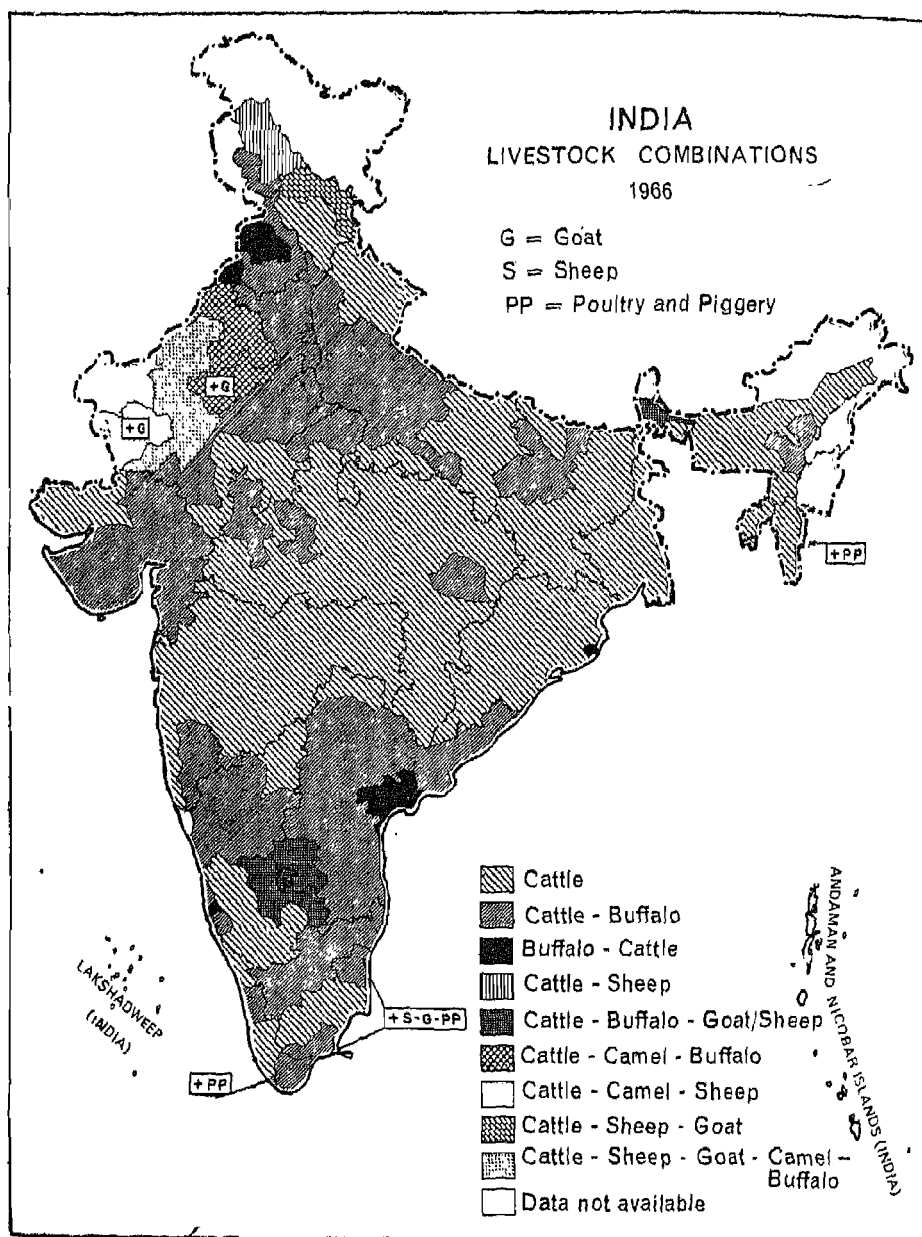 INDIA
LIVESTOCK COMBINATIONS
1966
G = Goat
S = Sheep
PP = Poultry and Piggery
+G
+G
+PP
Cattle
Cattle - Buffalo
Buffalo - Cattle
Cattle - Sheep
Cattle - Buffalo - Goat/Sheep
Cattle - Camel - Buffalo
Cattle - Camel - Sheep
Cattle - Sheep - Goat
Cattle - Sheep - Goat - Camel -
Buffalo
Data not available
+S-G-PP
+PP
LAKSHADWEEP
(INDIA)
ANDAMAN AND NICOBAR ISLANDS (INDIA)